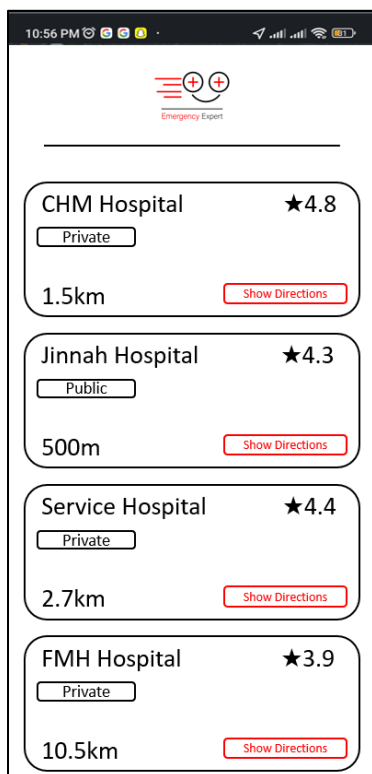 10:56 PM
81
Emergency Expert
CHM Hospital ★4.8
Private
1.5km Show Directions
Jinnah Hospital ★4.3
Public
500m Show Directions
Service Hospital ★4.4
Private
2.7km Show Directions
FMH Hospital ★3.9
Private
10.5km Show Directions